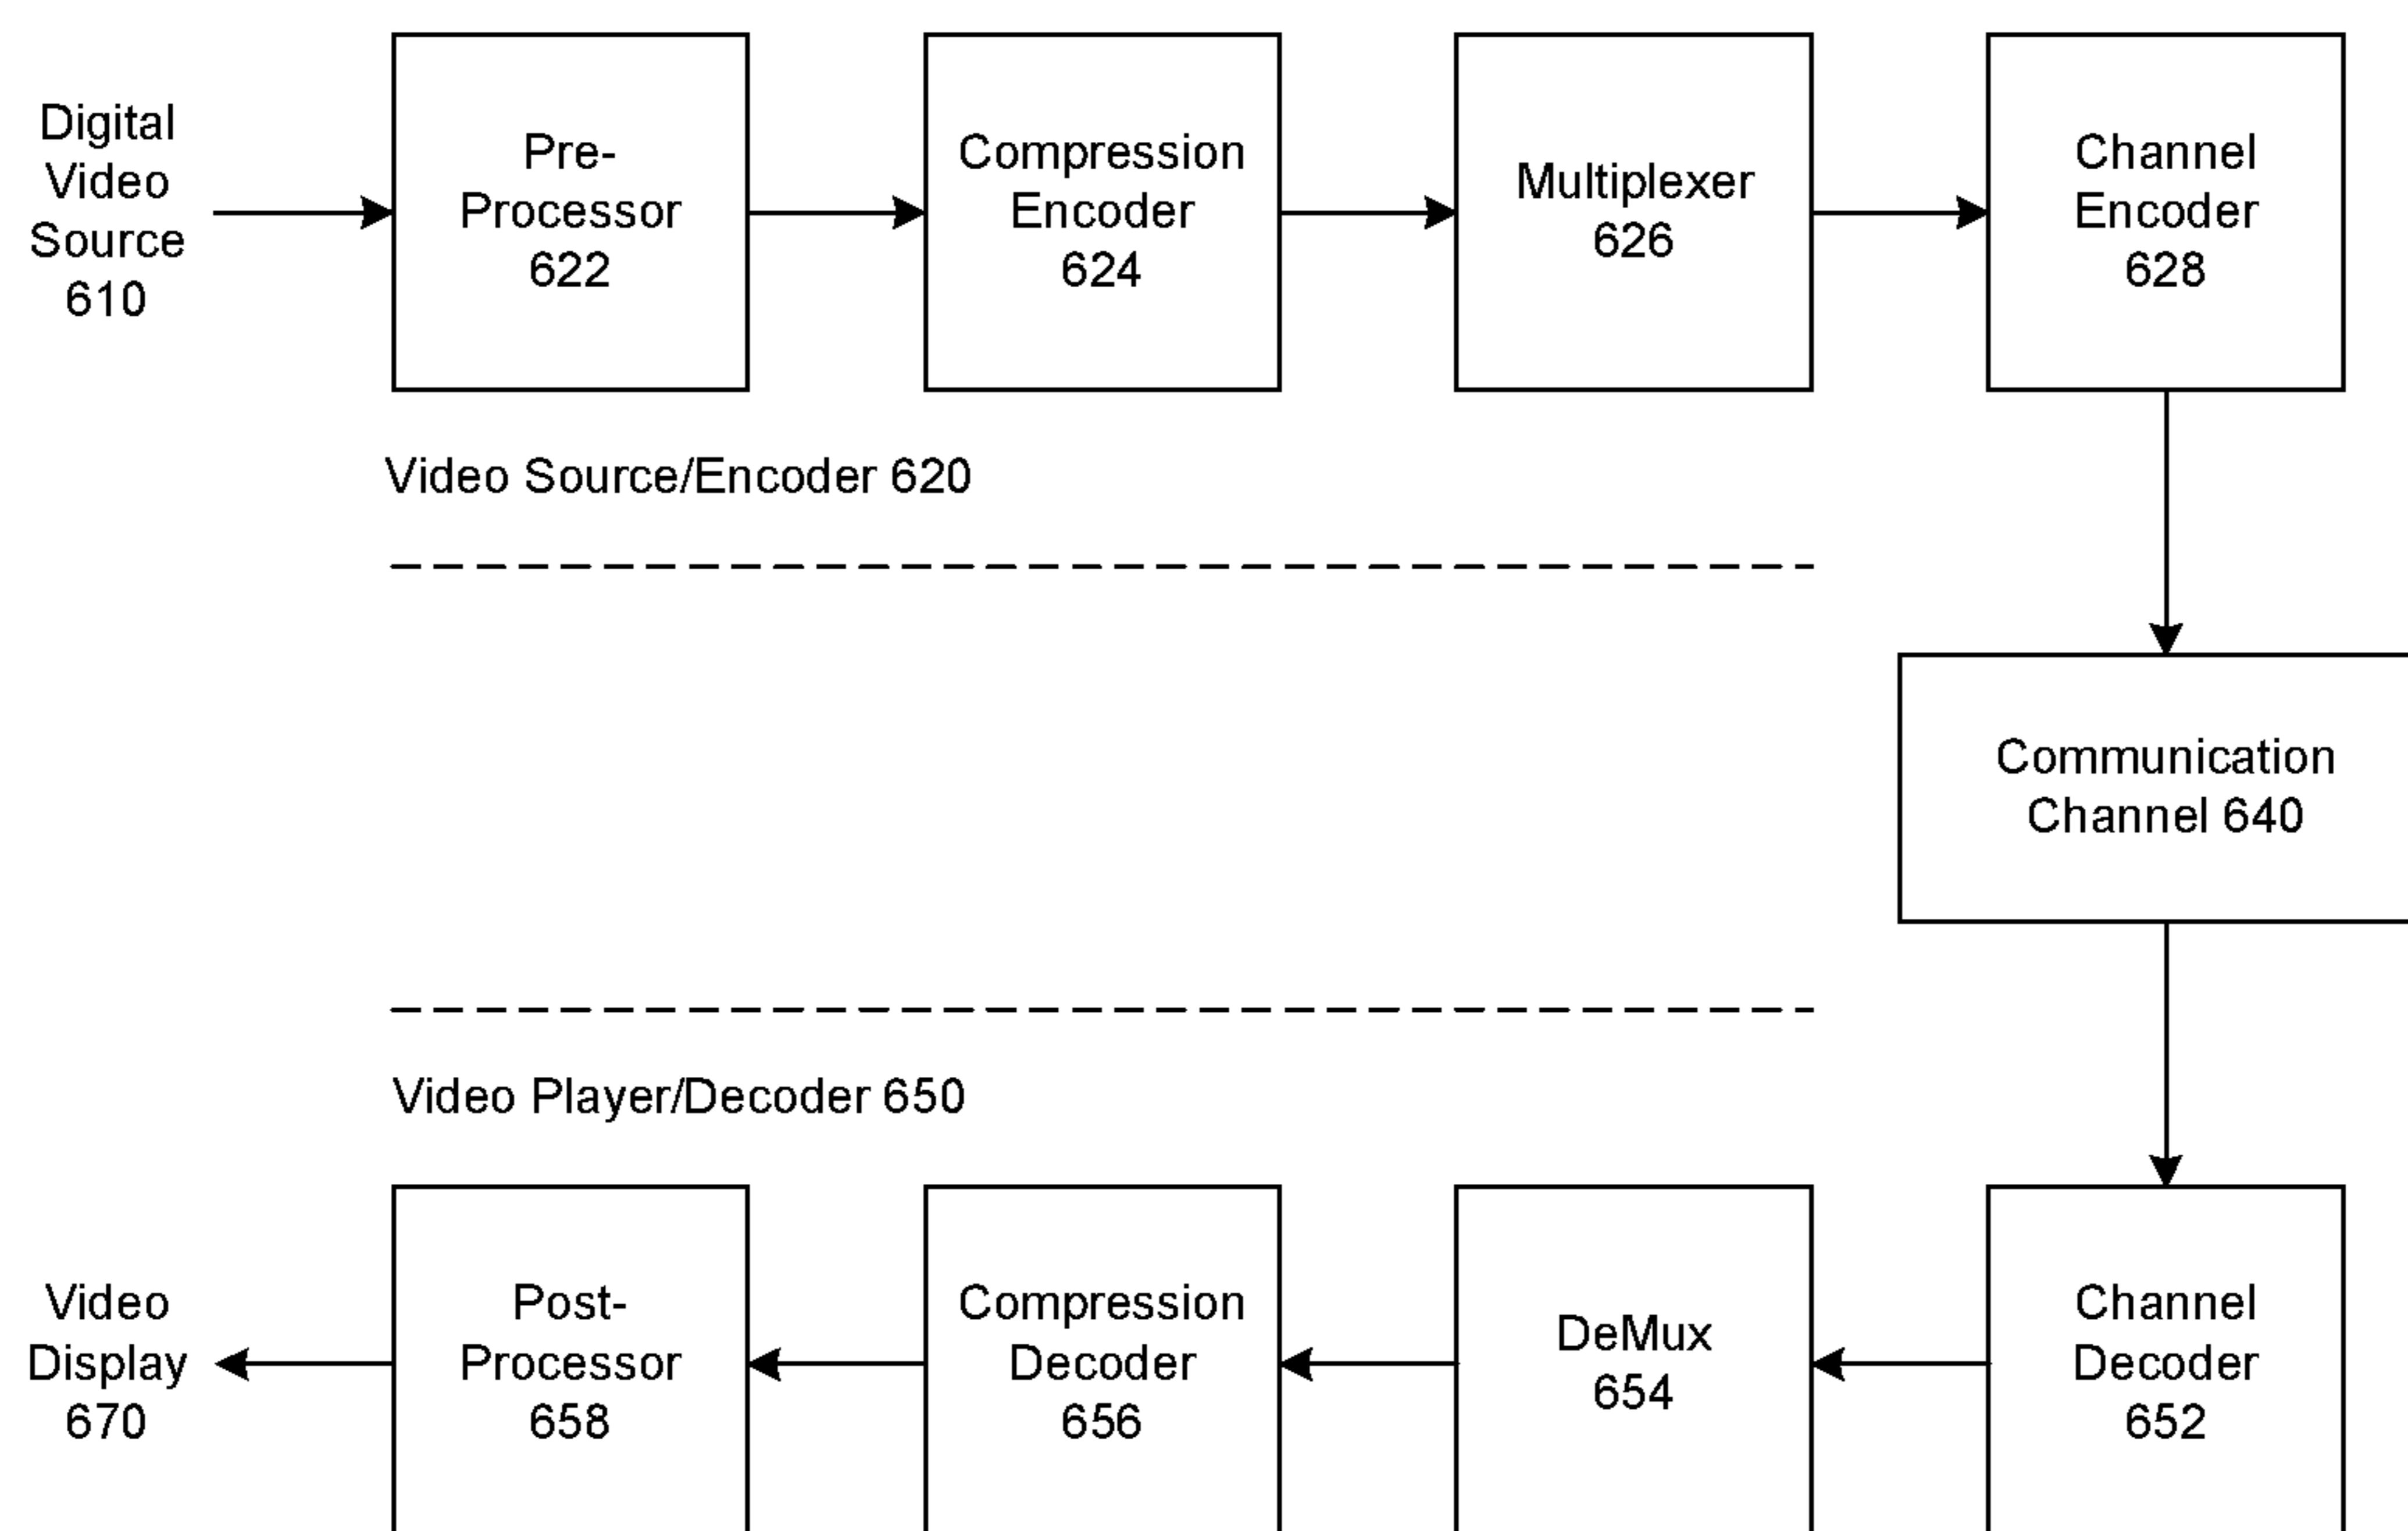 Digital
Video
Source
610
Pre-
Processor
622
Compression
Encoder
624
Multiplexer
626
Channel
Encoder
628
Video Source/Encoder 620
Communication
Channel 640
Video Player/Decoder 650
Video
Display
670
Post-
Processor
658
Compression
Decoder
656
DeMux
654
Channel
Decoder
652